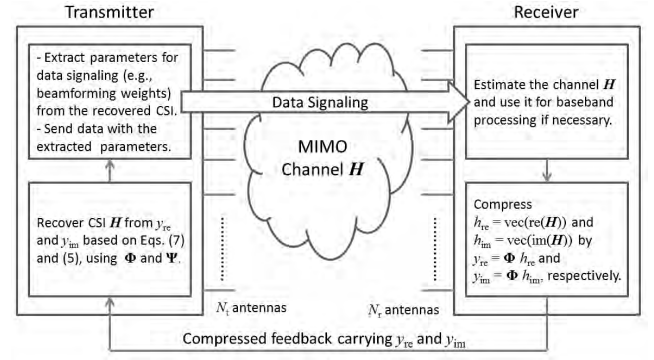 Transmitter
Receiver
- Extract parameters for
data signaling (e.g.,
beamforming weights)
from the recovered CSI.
- Send data with the
extracted parameters.
Data Signaling
Estimate the channel H
and use it for baseband
processing if necessary.
MIMO
Channel H
Recover CSI H from yre
and yim based on Eqs. (7)
and (5), using Φ and Ψ.
Compress
hre = vec(re(H)) and
him = vec(im(H)) by
yre = Φ hre and
yim = Φ him, respectively.
Nt antennas
Nr antennas
Compressed feedback carrying yre and yim